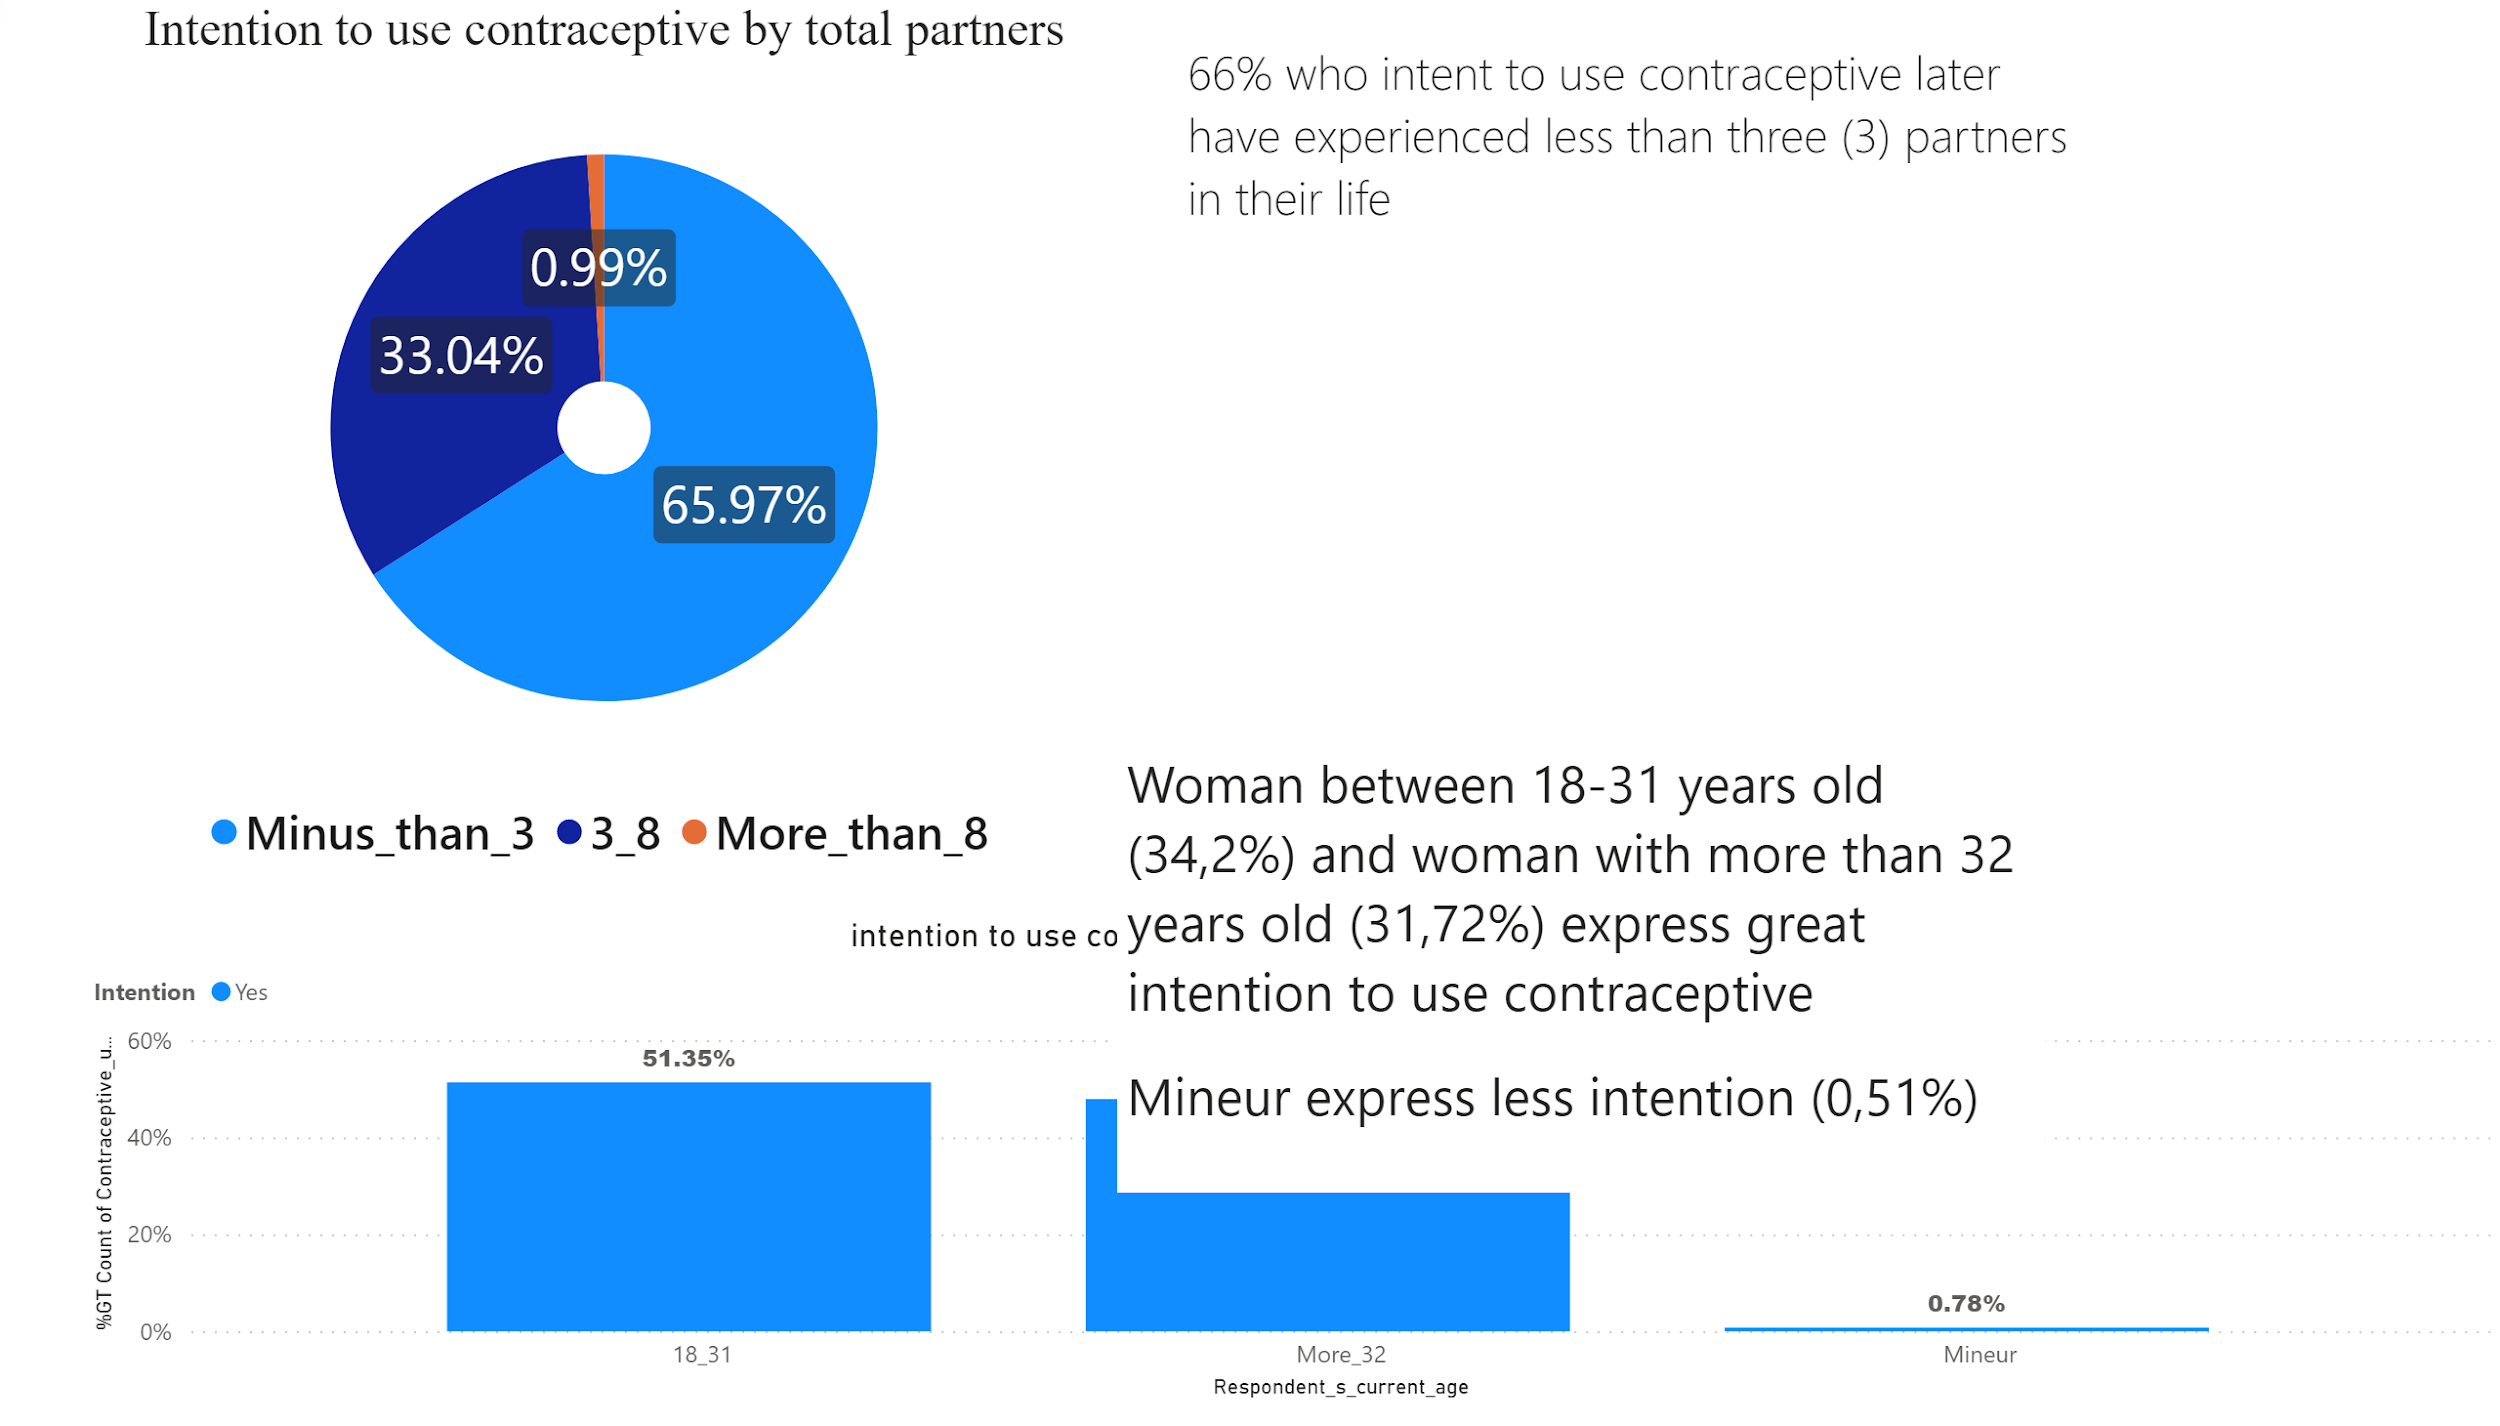 Intention to use contraceptive by total partners
66% who intent to use contraceptive later
have experienced less than three (3) partners
in their life
0.99%
33.04%
65.97%
Minus_than_3 3_8 More_than_8
Woman between 18-31 years old
(34,2%) and woman with more than 32
years old (31,72%) express great
intention to use contraceptive
Mineur express less intention (0,51%)
intention to use co
Intention Yes
%GT Count of Contraceptive_u...
60%
40%
20%
0%
51.35%
0.78%
18_31
More_32
Mineur
Respondent_s_current_age